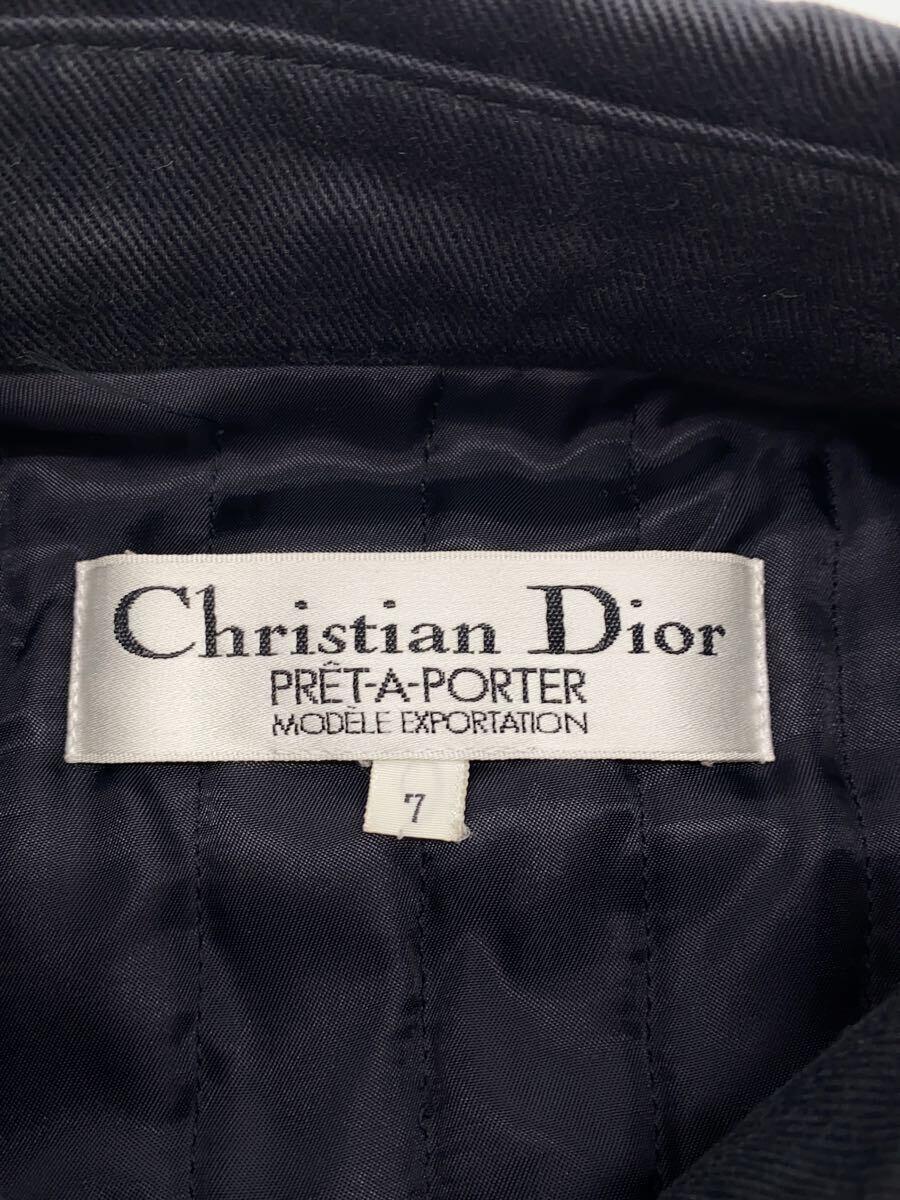 Christian Dior
PRÊT-A-PORTER
MODÈLE EXPORTATION
7